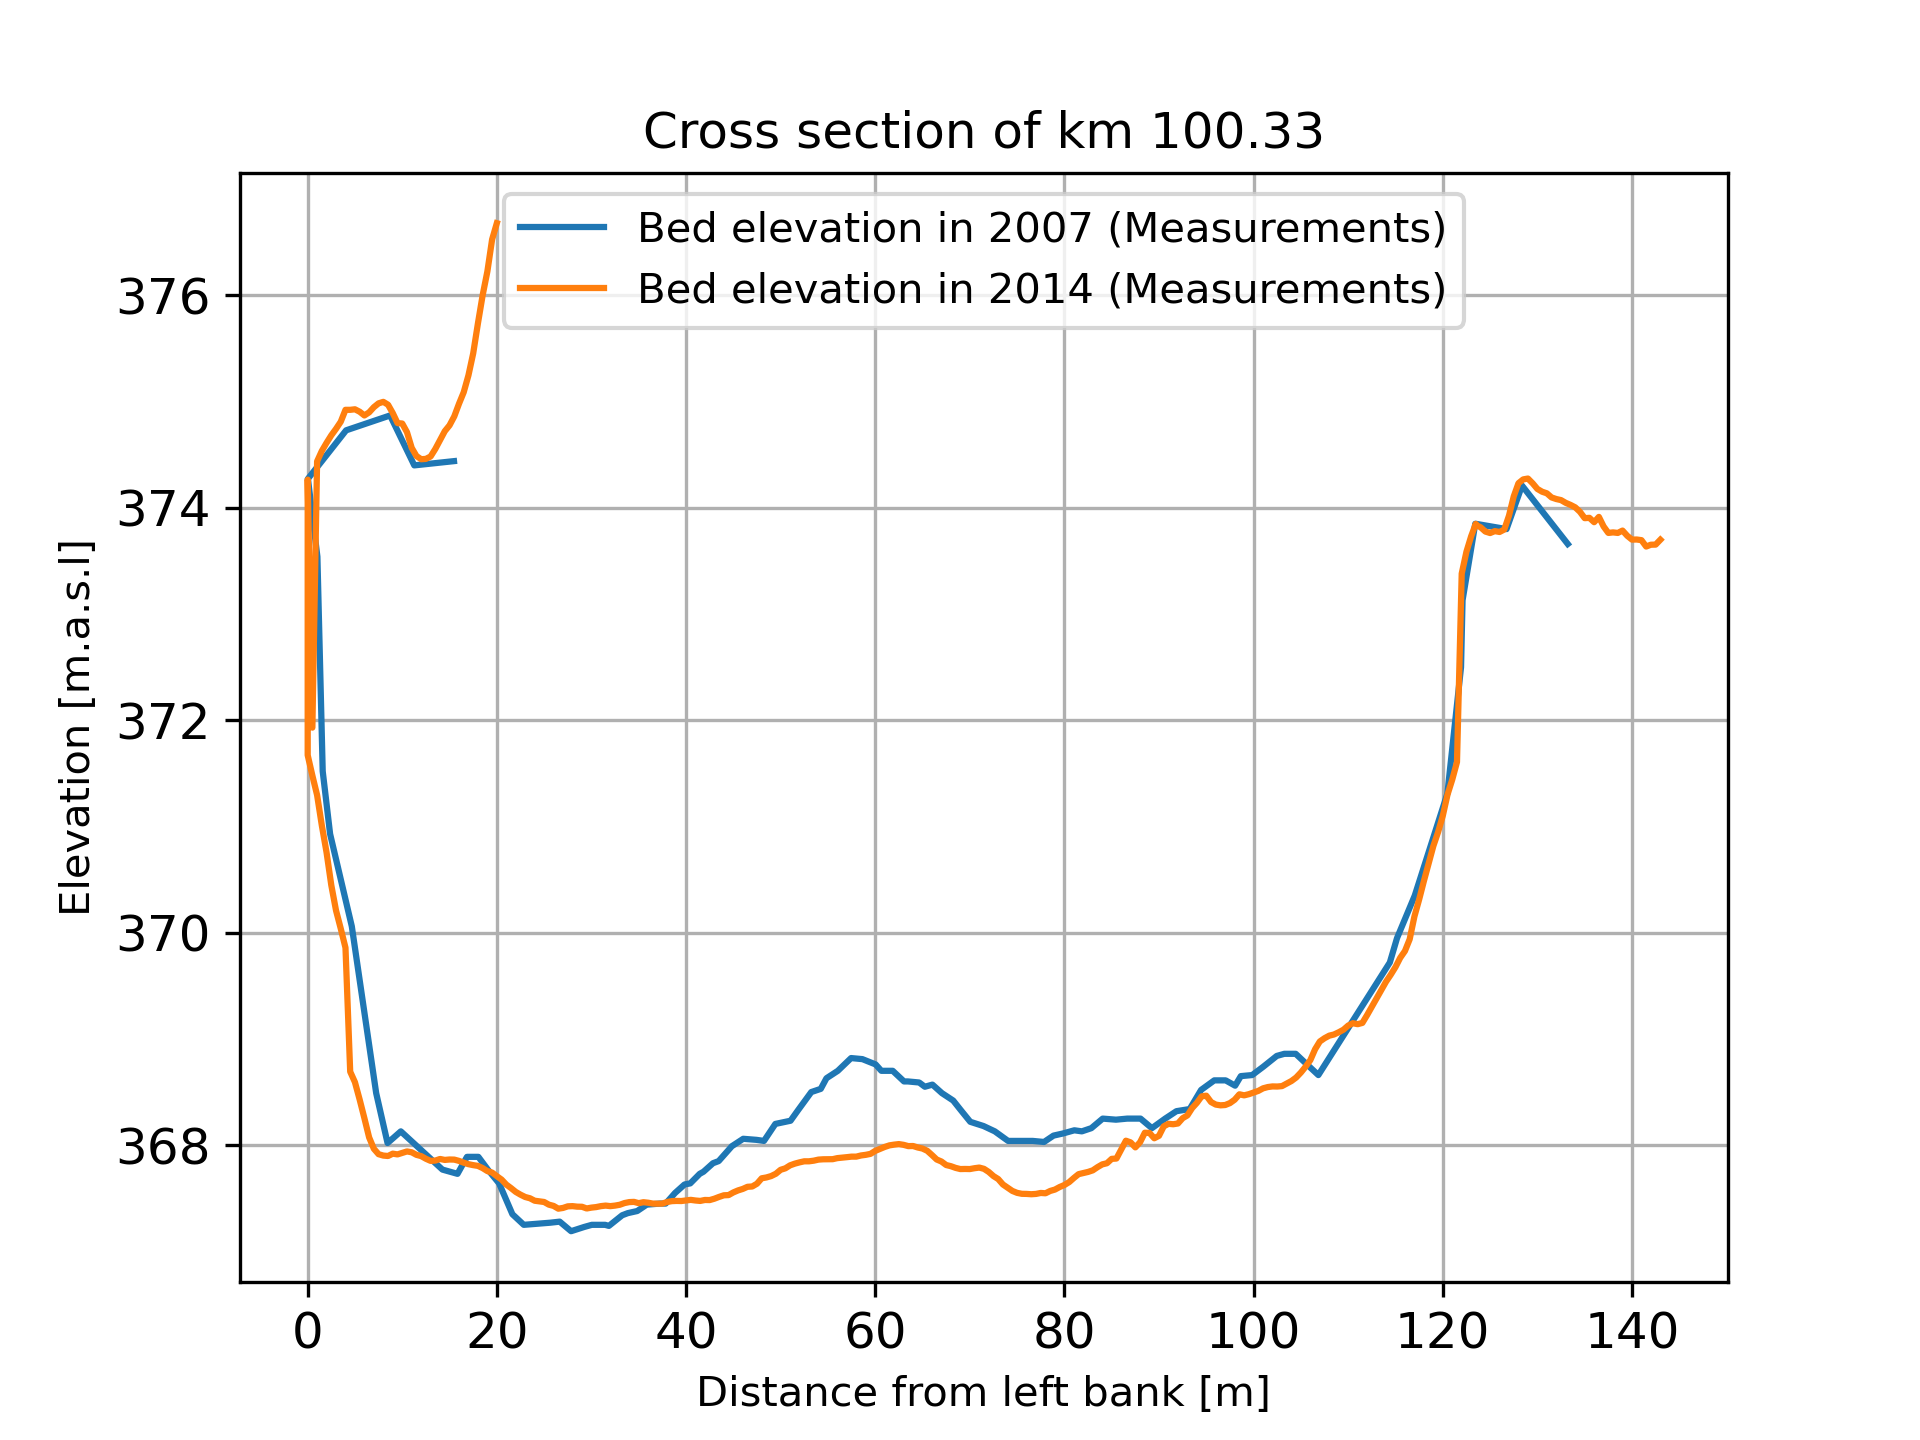 Cross section of km 100.33
Bed elevation in 2007 (Measurements)
Bed elevation in 2014 (Measurements)
376
374
372
370
368
Elevation [m.a.s.l]
0 20 40 60 80 100 120 140
Distance from left bank [m]